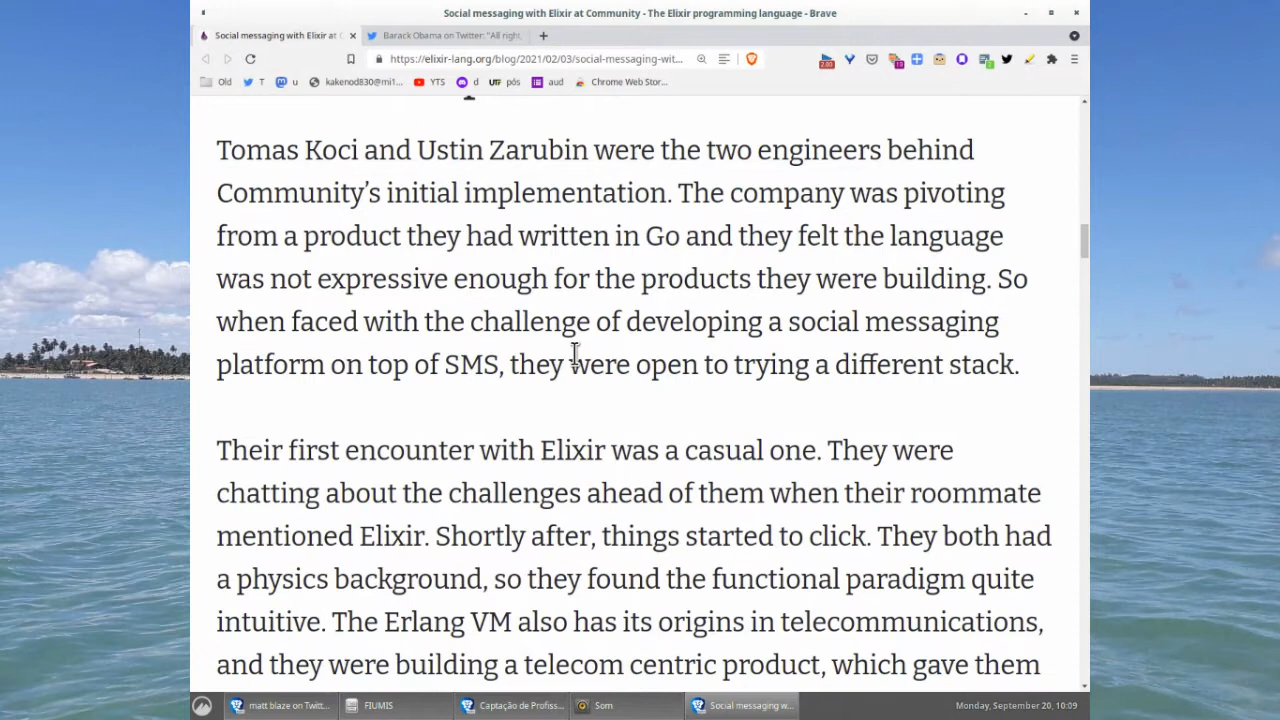 Social messaging with Elixir at Community - The Elixir programming language - Brave
Social messaging with Elixir at C
Barack Obama on Twitter: "All right,
https://elixir-lang.org/blog/2021/02/03/social-messaging-wit...
Old
T
u
kakenod830@mi1...
YTS
d
pós
aud
Chrome Web Stor...
Tomas Koci and Ustin Zarubin were the two engineers behind
Community’s initial implementation. The company was pivoting
from a product they had written in Go and they felt the language
was not expressive enough for the products they were building. So
when faced with the challenge of developing a social messaging
platform on top of SMS, they were open to trying a different stack.
Their first encounter with Elixir was a casual one. They were
chatting about the challenges ahead of them when their roommate
mentioned Elixir. Shortly after, things started to click. They both had
a physics background, so they found the functional paradigm quite
intuitive. The Erlang VM also has its origins in telecommunications,
and they were building a telecom centric product, which gave them
matt blaze on Twitt...
FIUMIS
Captação de Profiss...
Som
Social messaging w...
Monday, September 20, 10:09